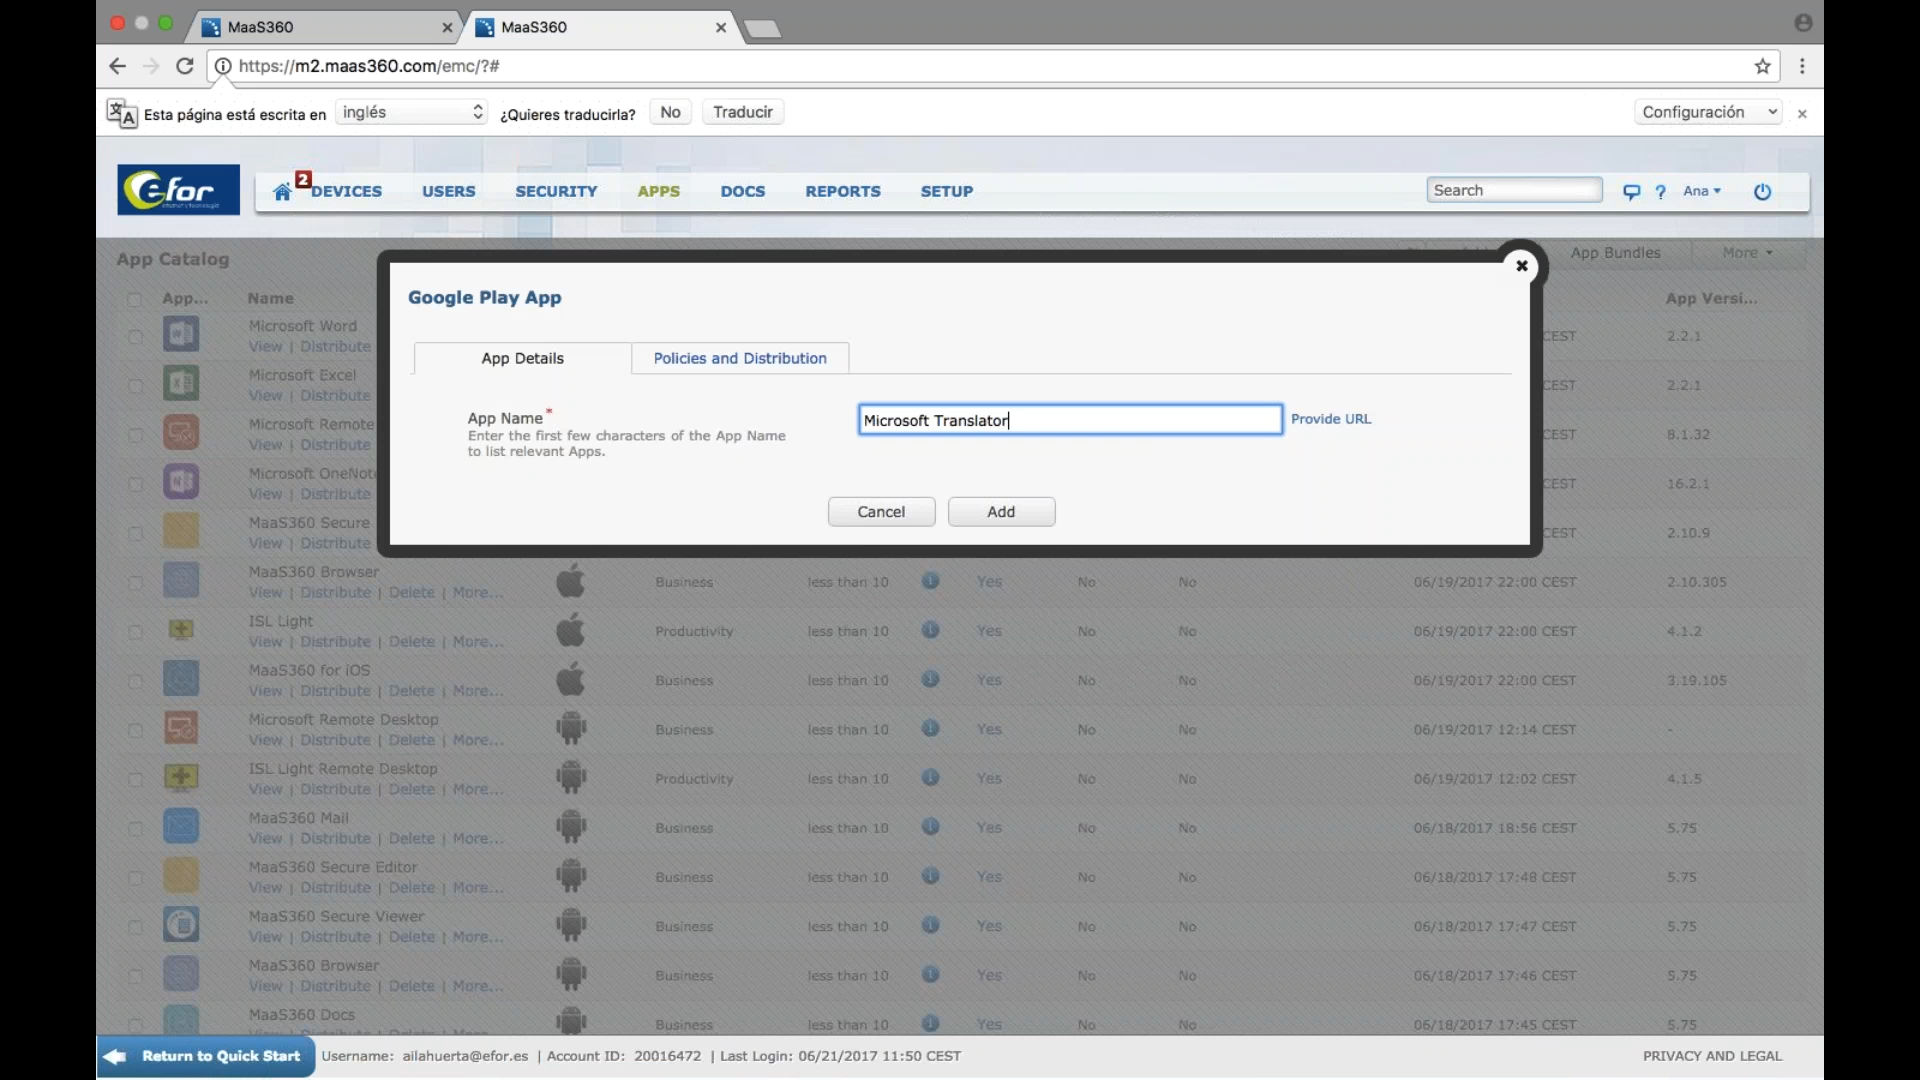 MaaS360
MaaS360
https://m2.maas360.com/emc/?#
Esta página está escrita en inglés ¿Quieres traducirla? No Traducir Configuración
efor
2
DEVICES USERS SECURITY APPS DOCS REPORTS SETUP Search ? Ana
App Catalog App Bundles More
App... Name App Versi...
Google Play App
App Details Policies and Distribution
App Name*
Enter the first few characters of the App Name
to list relevant Apps.
Microsoft Translator
Provide URL
Cancel Add
Microsoft Word CEST 2.2.1
View | Distribute
Microsoft Excel CEST 2.2.1
View | Distribute
Microsoft Remote CEST 8.1.32
View | Distribute
Microsoft OneNote CEST 16.2.1
View | Distribute
MaaS360 Secure CEST 2.10.9
View | Distribute
MaaS360 Browser Business less than 10 Yes No No 06/19/2017 22:00 CEST 2.10.305
View | Distribute | Delete | More...
ISL Light Productivity less than 10 Yes No No 06/19/2017 22:00 CEST 4.1.2
View | Distribute | Delete | More...
MaaS360 for iOS Business less than 10 Yes No No 06/19/2017 22:00 CEST 3.19.105
View | Distribute | Delete | More...
Microsoft Remote Desktop Business less than 10 Yes No No 06/19/2017 12:14 CEST -
View | Distribute | Delete | More...
ISL Light Remote Desktop Productivity less than 10 Yes No No 06/19/2017 12:02 CEST 4.1.5
View | Distribute | Delete | More...
MaaS360 Mail Business less than 10 Yes No No 06/18/2017 18:56 CEST 5.75
View | Distribute | Delete | More...
MaaS360 Secure Editor Business less than 10 Yes No No 06/18/2017 17:48 CEST 5.75
View | Distribute | Delete | More...
MaaS360 Secure Viewer Business less than 10 Yes No No 06/18/2017 17:47 CEST 5.75
View | Distribute | Delete | More...
MaaS360 Browser Business less than 10 Yes No No 06/18/2017 17:46 CEST 5.75
View | Distribute | Delete | More...
MaaS360 Docs Business less than 10 Yes No No 06/18/2017 17:45 CEST 5.75
Return to Quick Start Username: ailahuerta@efor.es | Account ID: 20016472 | Last Login: 06/21/2017 11:50 CEST PRIVACY AND LEGAL